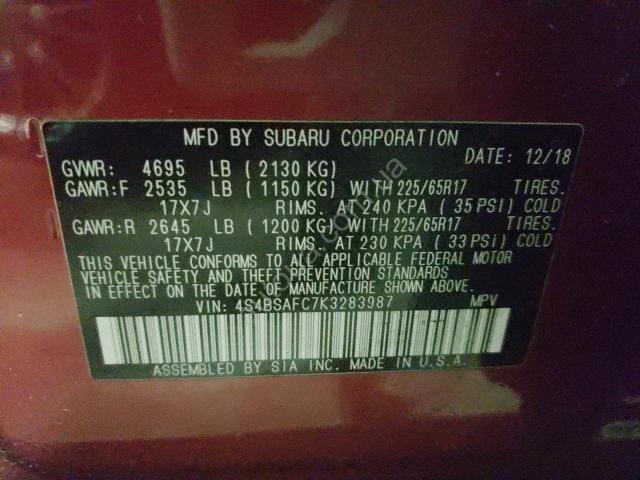 MFD BY SUBARU CORPORATION
GVWR: 4695 LB (2130 KG) DATE: 12/18
GAWR:F 2535 LB (1150 KG) WITH 225/65R17 TIRES.
17X7J RIMS. AT 240 KPA (35 PSI) COLD
GAWR:R 2645 LB (1200 KG) WITH 225/65R17 TIRES.
17X7J RIMS. AT 230 KPA (33 PSI) COLD
THIS VEHICLE CONFORMS TO ALL APPLICABLE FEDERAL MOTOR
VEHICLE SAFETY AND THEFT PREVENTION STANDARDS
IN EFFECT ON THE DATE OF MANUFACTURE SHOWN ABOVE.
VIN: 4S4BSAFC7K3283987 MPV
ASSEMBLED BY SIA INC. MADE IN U.S.A.